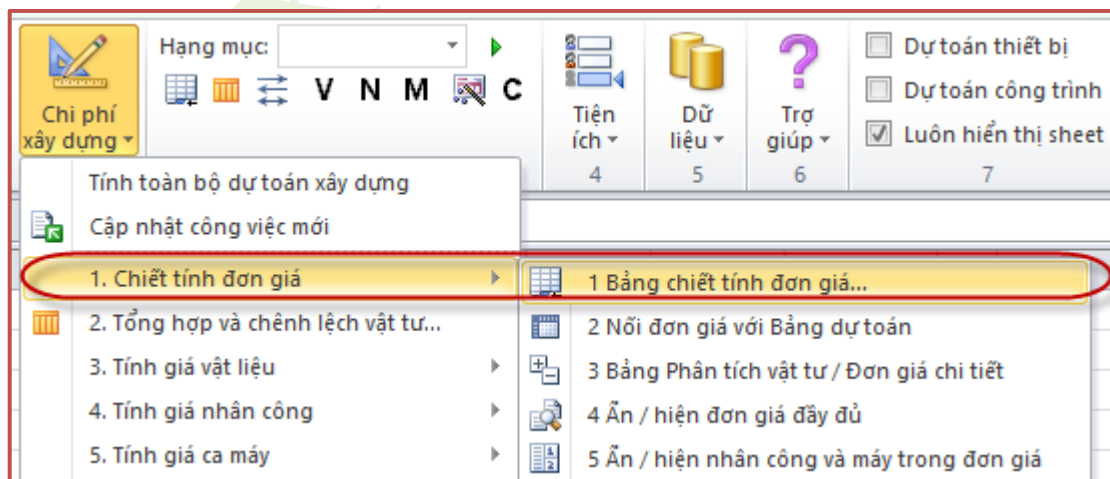 Hạng mục:
V N M C
Chi phí
xây dựng
Tiện
ích
4
Dữ
liệu
5
Trợ
giúp
6
Dự toán thiết bị
Dự toán công trình
Luôn hiển thị sheet
7
Tính toàn bộ dự toán xây dựng
Cập nhật công việc mới
1. Chiết tính đơn giá
2. Tổng hợp và chênh lệch vật tư...
3. Tính giá vật liệu
4. Tính giá nhân công
5. Tính giá ca máy
1 Bảng chiết tính đơn giá...
2 Nối đơn giá với Bảng dự toán
3 Bảng Phân tích vật tư / Đơn giá chi tiết
4 Ẩn / hiện đơn giá đầy đủ
5 Ẩn / hiện nhân công và máy trong đơn giá